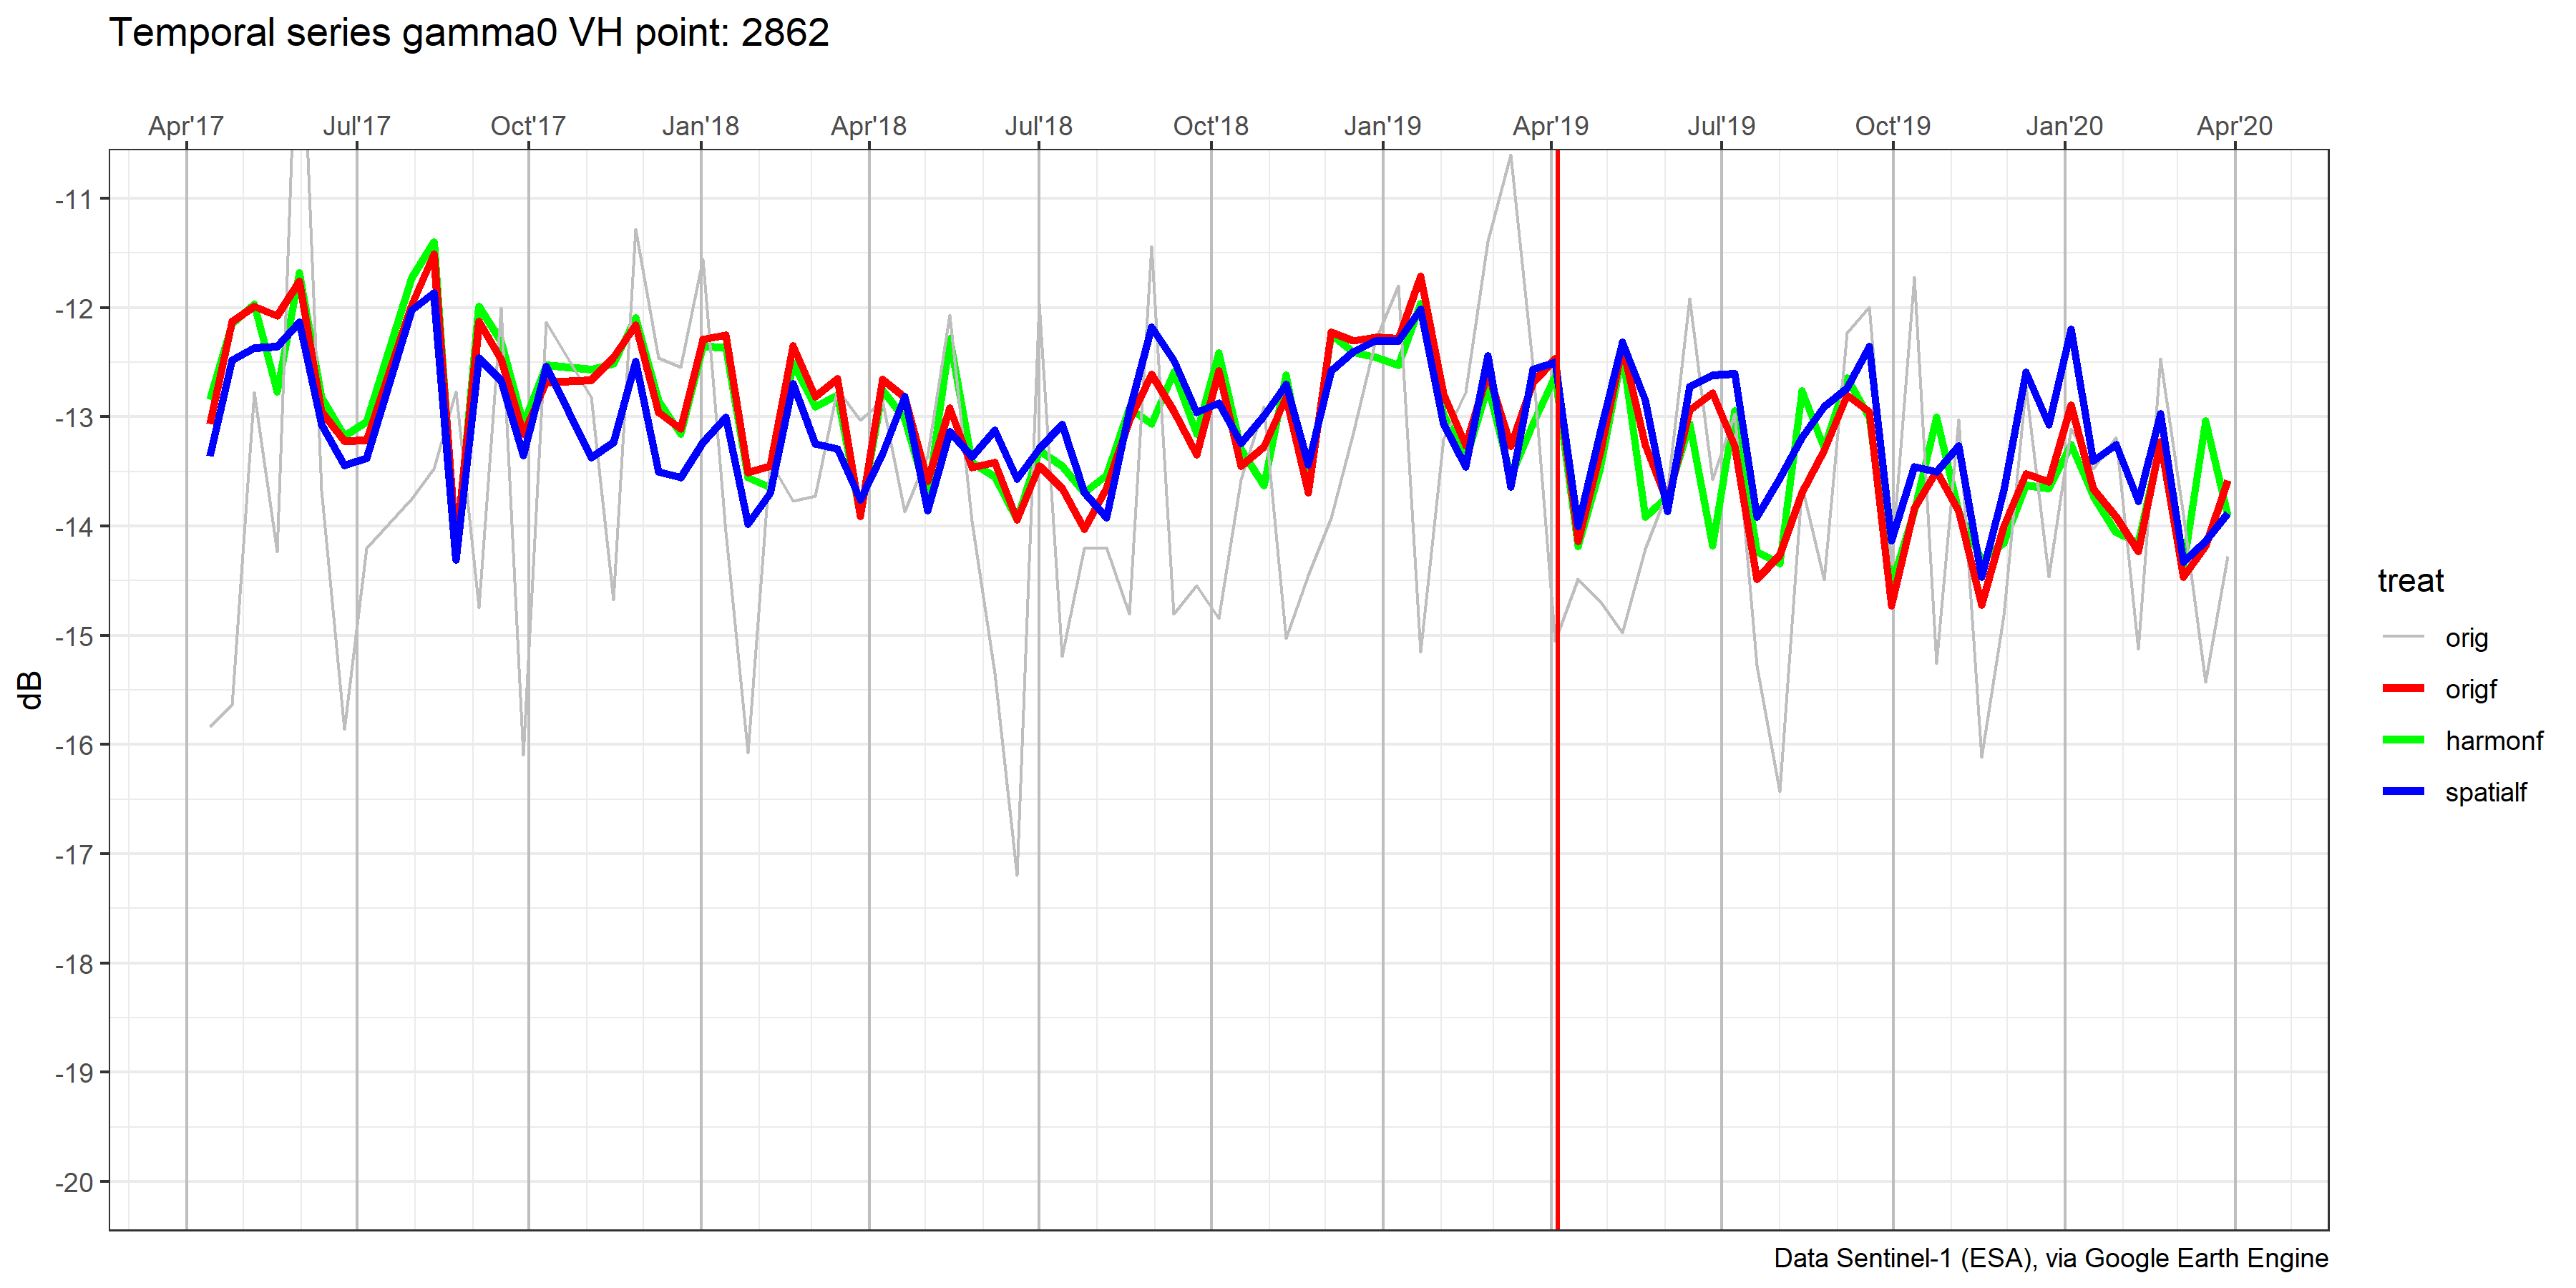 Temporal series gamma0 VH point: 2862
Apr'17 Jul'17 Oct'17 Jan'18 Apr'18 Jul'18 Oct'18 Jan'19 Apr'19 Jul'19 Oct'19 Jan'20 Apr'20
-11
-12
-13
-14
-15
-16
-17
-18
-19
-20
dB
treat
orig
origf
harmonf
spatialf
Data Sentinel-1 (ESA), via Google Earth Engine